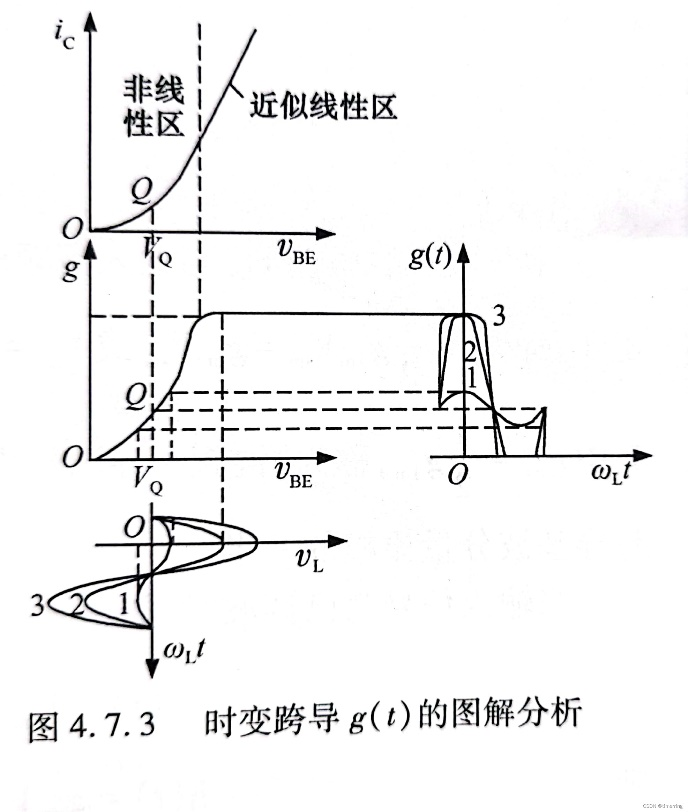 iC
非线
性区
近似线性区
Q
O
VQ
vBE
g
g(t)
3
2
1
Q
O
VQ
vBE
O
ωLt
O
vL
3 2 1
ωLt
图 4.7.3 时变跨导 g(t) 的图解分析